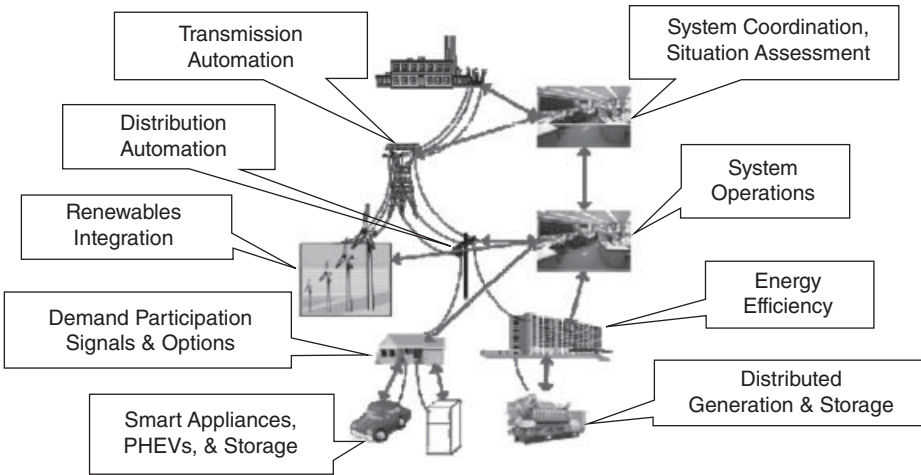 Transmission
Automation
System Coordination,
Situation Assessment
Distribution
Automation
System
Operations
Renewables
Integration
Energy
Efficiency
Demand Participation
Signals & Options
Distributed
Generation & Storage
Smart Appliances,
PHEVs, & Storage